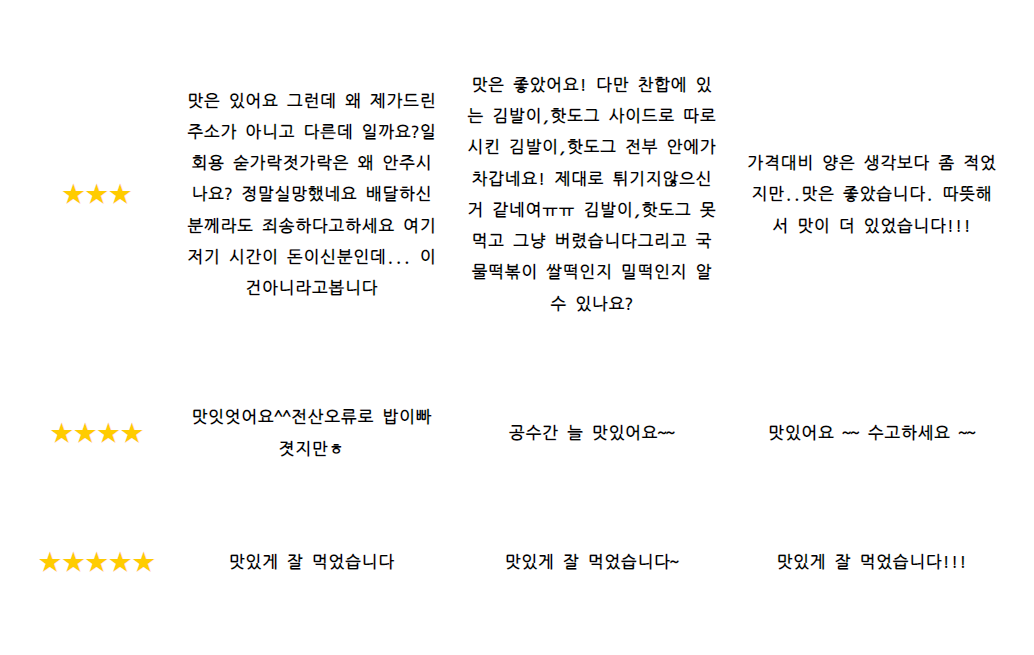 ★★★
맛은 있어요 그런데 왜 제가드린
주소가 아니고 다른데 일까요?일
회용 숟가락젓가락은 왜 안주시
나요? 정말실망했네요 배달하신
분께라도 죄송하다고하세요 여기
저기 시간이 돈이신분인데... 이
건아니라고봅니다
맛은 좋았어요! 다만 찬합에 있
는 김발이,핫도그 사이드로 따로
시킨 김발이,핫도그 전부 안에가
차갑네요! 제대로 튀기지않으신
거 같네여ㅠㅠ 김발이,핫도그 못
먹고 그냥 버렸습니다그리고 국
물떡볶이 쌀떡인지 밀떡인지 알
수 있나요?
가격대비 양은 생각보다 좀 적었
지만..맛은 좋았습니다. 따뜻해
서 맛이 더 있었습니다!!!
★★★★
맛잇엇어요^^전산오류로 밥이빠
졋지만ㅎ
공수간 늘 맛있어요~~
맛있어요 ~~ 수고하세요 ~~
★★★★★
맛있게 잘 먹었습니다
맛있게 잘 먹었습니다~
맛있게 잘 먹었습니다!!!